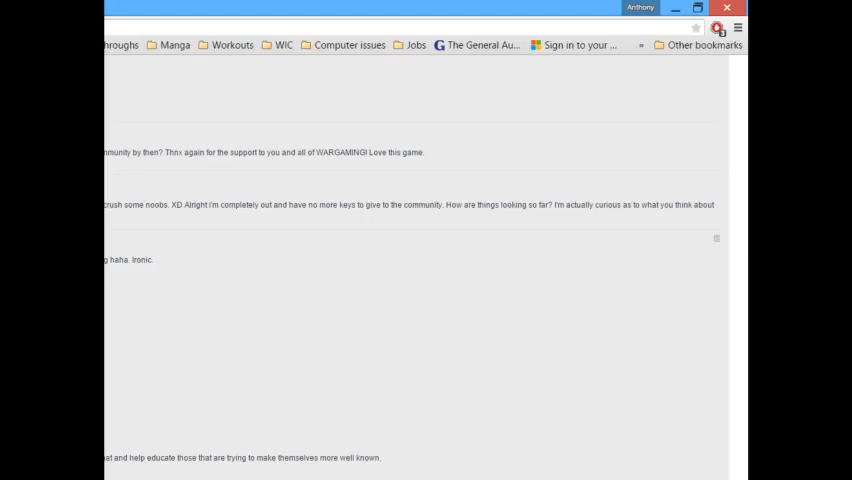 Anthony
hroughs Manga Workouts WIC Computer issues Jobs The General Au... Sign in to your ... » Other bookmarks
mmunity by then? Thnx again for the support to you and all of WARGAMING! Love this game.
crush some noobs. XD Alright i'm completely out and have no more keys to give to the community. How are things looking so far? I'm actually curious as to what you think about
g haha. Ironic.
hat and help educate those that are trying to make themselves more well known.